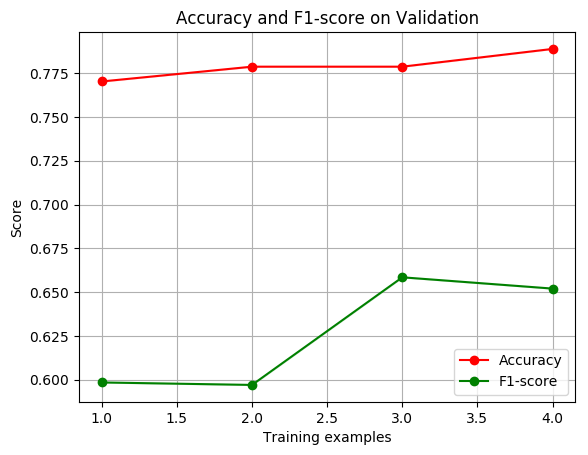 Accuracy and F1-score on Validation
0.775
0.750
0.725
0.700
0.675
0.650
0.625
0.600
Score
1.0 1.5 2.0 2.5 3.0 3.5 4.0
Training examples
Accuracy
F1-score